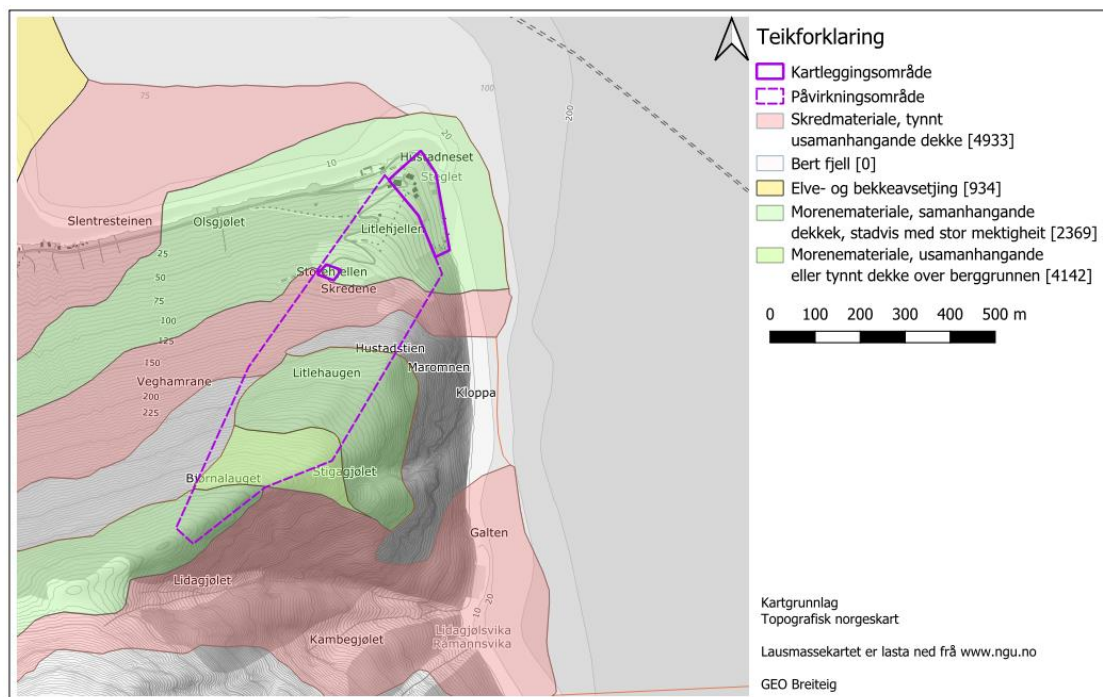 Teikforklaring
Kartleggingsområde
Påvirkningsområde
Skredmateriale, tynnt
usamanhangande dekke [4933]
Bert fjell [0]
Elve- og bekkeavsetjing [934]
Morenemateriale, samanhangande
dekkek, stadvis med stor mektigheit [2369]
Morenemateriale, usamanhangande
eller tynnt dekke over berggrunnen [4142]
0 100 200 300 400 500 m
75
100
200
20
10
Hustadneset
Steglet
Slentresteinen
Olsgjølet
Litlehjellen
25
50
75
100
125
150
200
225
Storehjellen
Skredene
Hustadstien
Maromnen
Litlehaugen
Veghamrane
Kloppa
Bjørnalauget
Stigagjølet
Galten
Lidagjølet
10
20
Kambegjølet
Lidagjølsvika
Ramannsvika
Kartgrunnlag
Topografisk norgeskart
Lausmassekartet er lasta ned frå www.ngu.no
GEO Breiteig